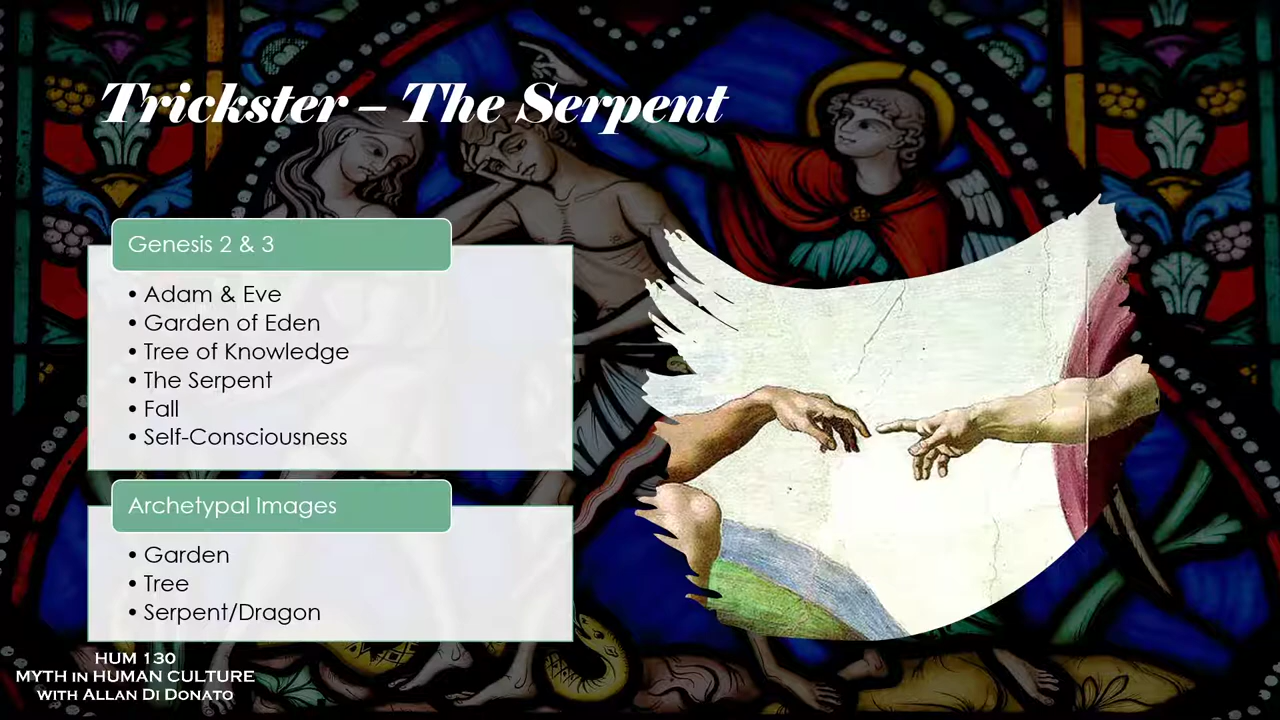 Trickster – The Serpent
Genesis 2 & 3
• Adam & Eve
• Garden of Eden
• Tree of Knowledge
• The Serpent
• Fall
• Self-Consciousness
Archetypal Images
• Garden
• Tree
• Serpent/Dragon
HUM 130
MYTH IN HUMAN CULTURE
WITH ALLAN DI DONATO